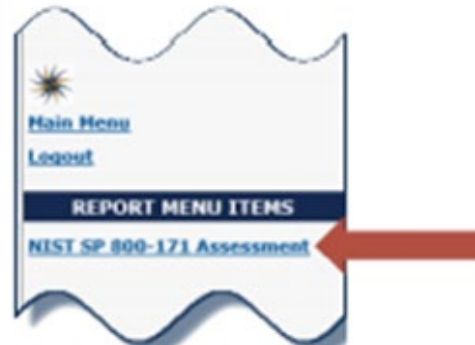 Main Menu
Logout
REPORT MENU ITEMS
NIST SP 800-171 Assessment